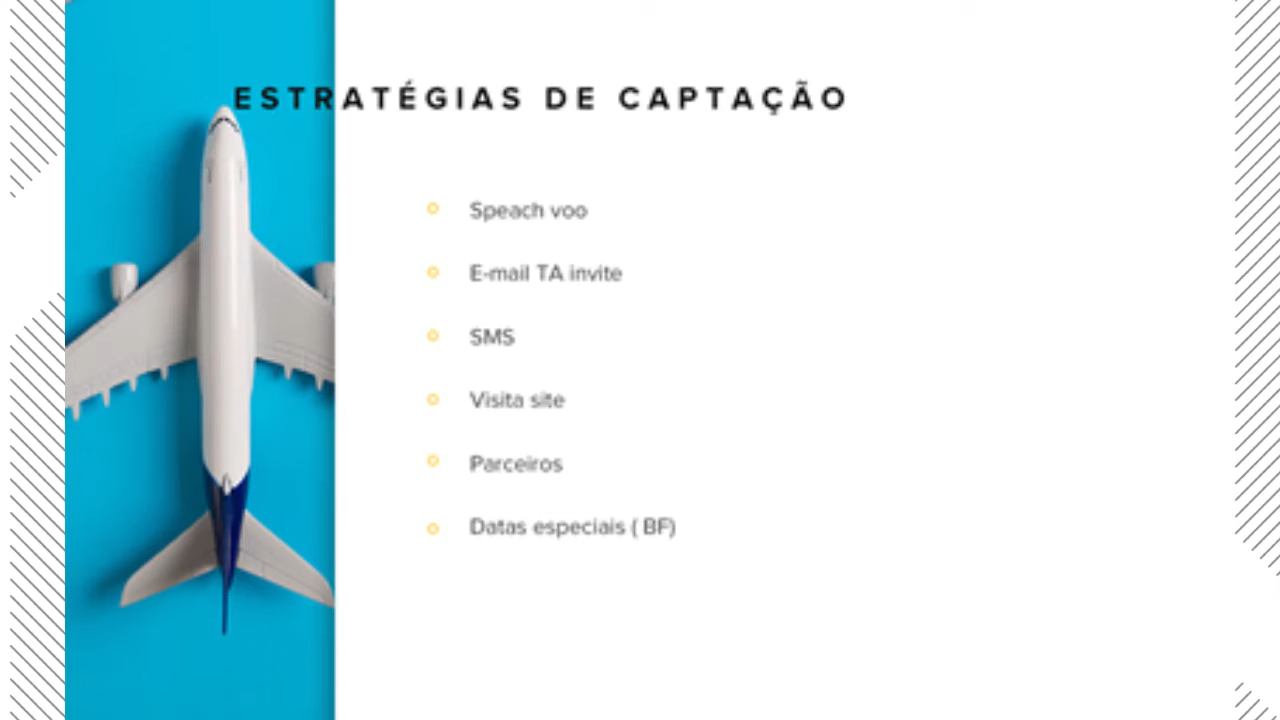 ESTRATÉGIAS DE CAPTAÇÃO
Speach voo
E-mail TA invite
SMS
Visita site
Parceiros
Datas especiais ( BF)